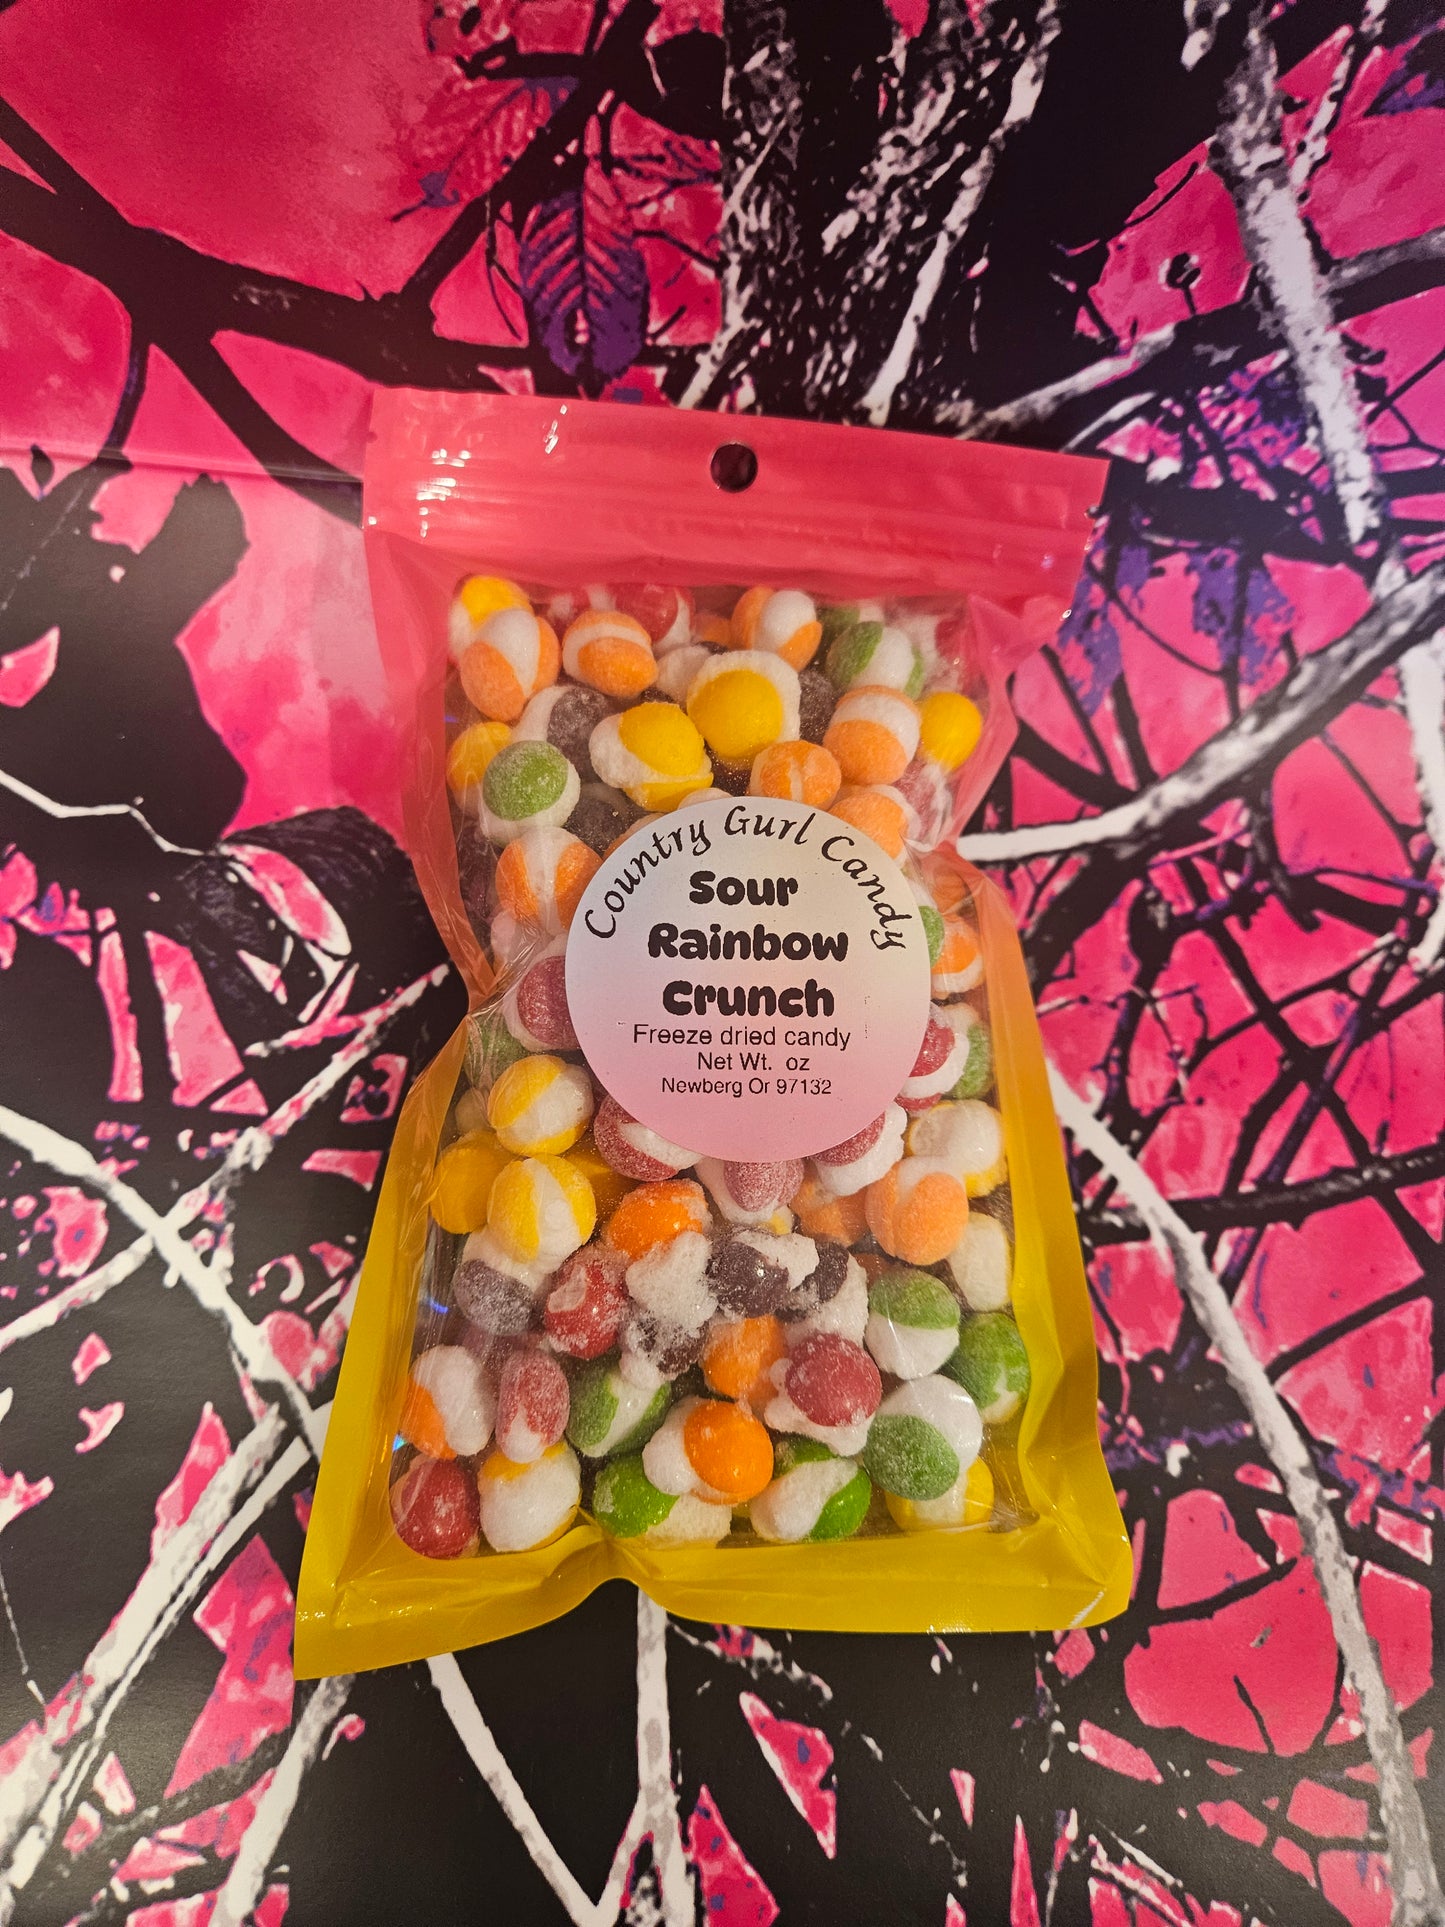 Country Gurl Candy
Sour
Rainbow
Crunch
Freeze dried candy
Net Wt. oz
Newberg Or 97132